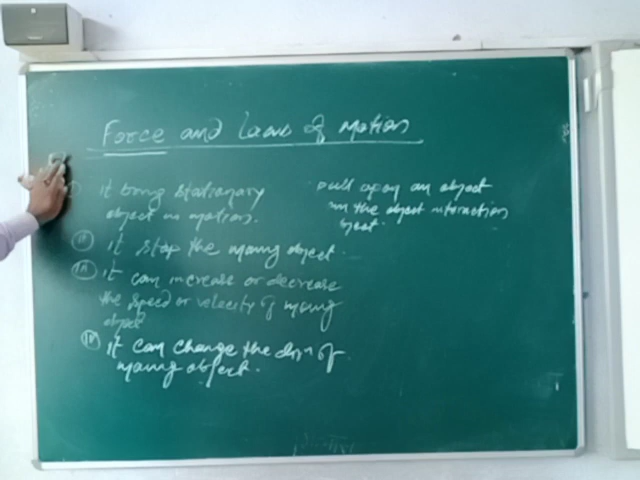 Force and Laws of Motion
it bring stationary
object in motion.
(ii) it stop the moving object.
(iii) it can increase or decrease
the speed or velocity of moving
object
(iv) it can change the dirn of
moving object.
pull upon an object
the object interaction